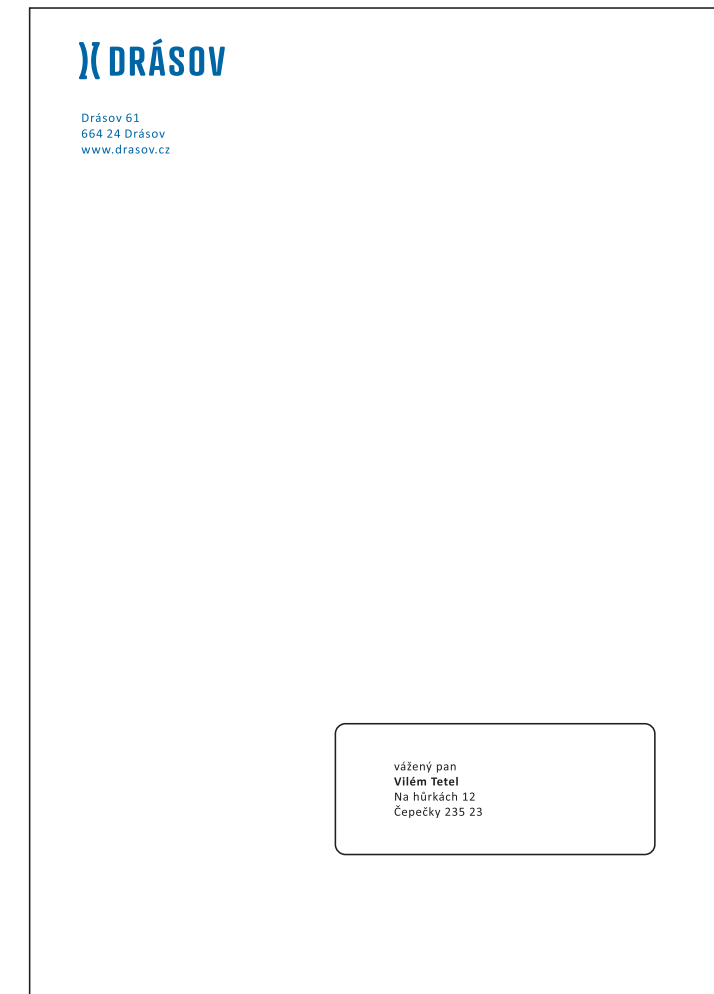 DRÁSOV
Drásov 61
664 24 Drásov
www.drasov.cz
vážený pan
Vilém Tetel
Na hůrkách 12
Čepečky 235 23